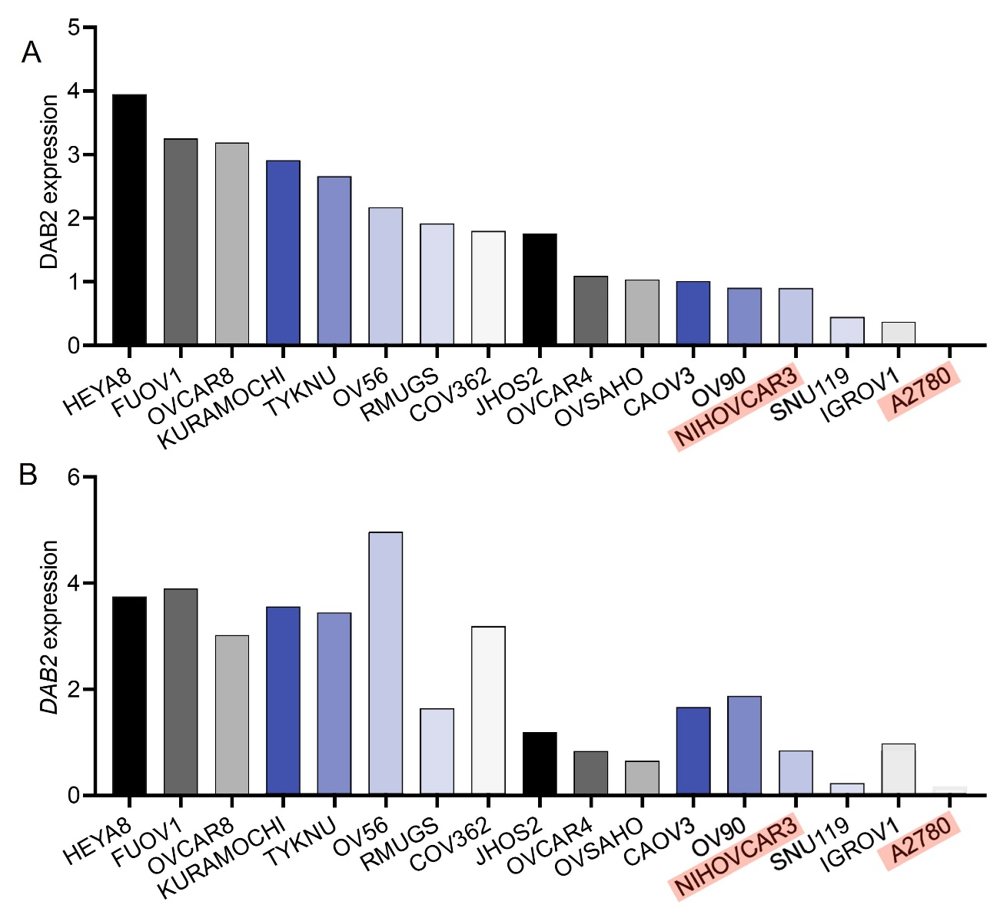 A
DAB2 expression
5
4
3
2
1
0
HEYA8
FUOV1
OVCAR8
KURAMOCHI
TYKNU
OV56
RMUGS
COV362
JHOS2
OVCAR4
OVSAHO
CAOV3
OV90
NIHOVCAR3
SNU119
IGROV1
A2780
B
DAB2 expression
6
4
2
0
HEYA8
FUOV1
OVCAR8
KURAMOCHI
TYKNU
OV56
RMUGS
COV362
JHOS2
OVCAR4
OVSAHO
CAOV3
OV90
NIHOVCAR3
SNU119
IGROV1
A2780